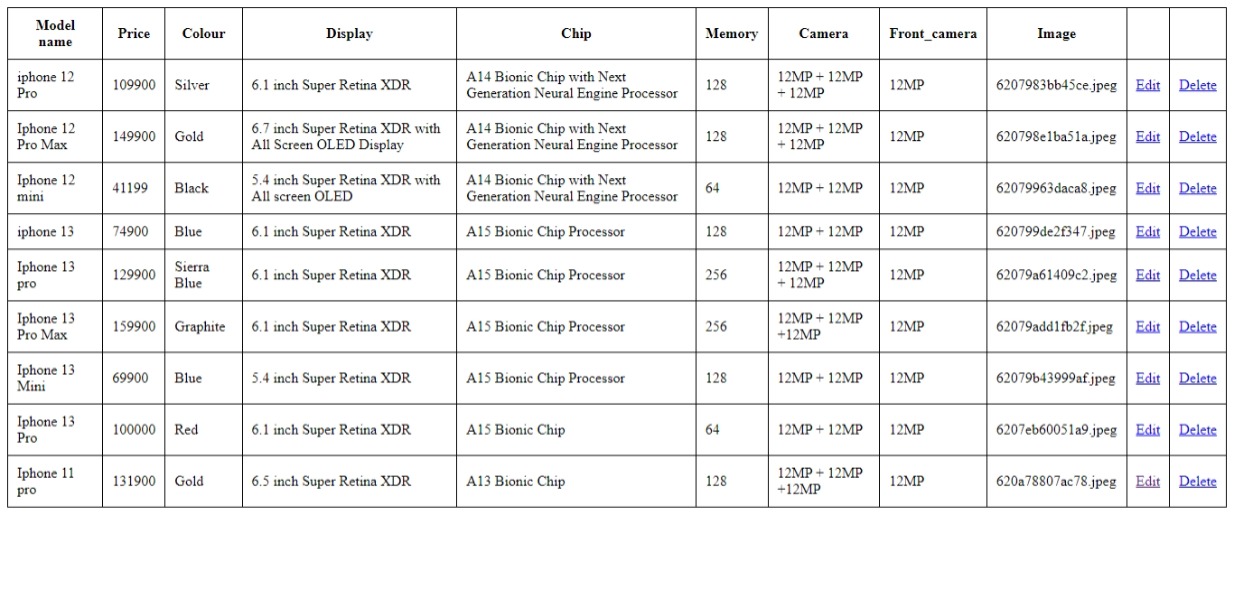 Model name Price Colour Display Chip Memory Camera Front_camera Image
iphone 12 Pro 109900 Silver 6.1 inch Super Retina XDR A14 Bionic Chip with Next Generation Neural Engine Processor 128 12MP + 12MP + 12MP 12MP 6207983bb45ce.jpeg Edit Delete
Iphone 12 Pro Max 149900 Gold 6.7 inch Super Retina XDR with All Screen OLED Display A14 Bionic Chip with Next Generation Neural Engine Processor 128 12MP + 12MP + 12MP 12MP 620798e1ba51a.jpeg Edit Delete
Iphone 12 mini 41199 Black 5.4 inch Super Retina XDR with All screen OLED A14 Bionic Chip with Next Generation Neural Engine Processor 64 12MP + 12MP 12MP 62079963daca8.jpeg Edit Delete
iphone 13 74900 Blue 6.1 inch Super Retina XDR A15 Bionic Chip Processor 128 12MP + 12MP 12MP 620799de2f347.jpeg Edit Delete
Iphone 13 pro 129900 Sierra Blue 6.1 inch Super Retina XDR A15 Bionic Chip Processor 256 12MP + 12MP + 12MP 12MP 62079a61409c2.jpeg Edit Delete
Iphone 13 Pro Max 159900 Graphite 6.1 inch Super Retina XDR A15 Bionic Chip Processor 256 12MP + 12MP +12MP 12MP 62079add1fb2f.jpeg Edit Delete
Iphone 13 Mini 69900 Blue 5.4 inch Super Retina XDR A15 Bionic Chip Processor 128 12MP + 12MP 12MP 62079b43999af.jpeg Edit Delete
Iphone 13 Pro 100000 Red 6.1 inch Super Retina XDR A15 Bionic Chip 64 12MP + 12MP 12MP 6207eb60051a9.jpeg Edit Delete
Iphone 11 pro 131900 Gold 6.5 inch Super Retina XDR A13 Bionic Chip 128 12MP + 12MP +12MP 12MP 620a78807ac78.jpeg Edit Delete